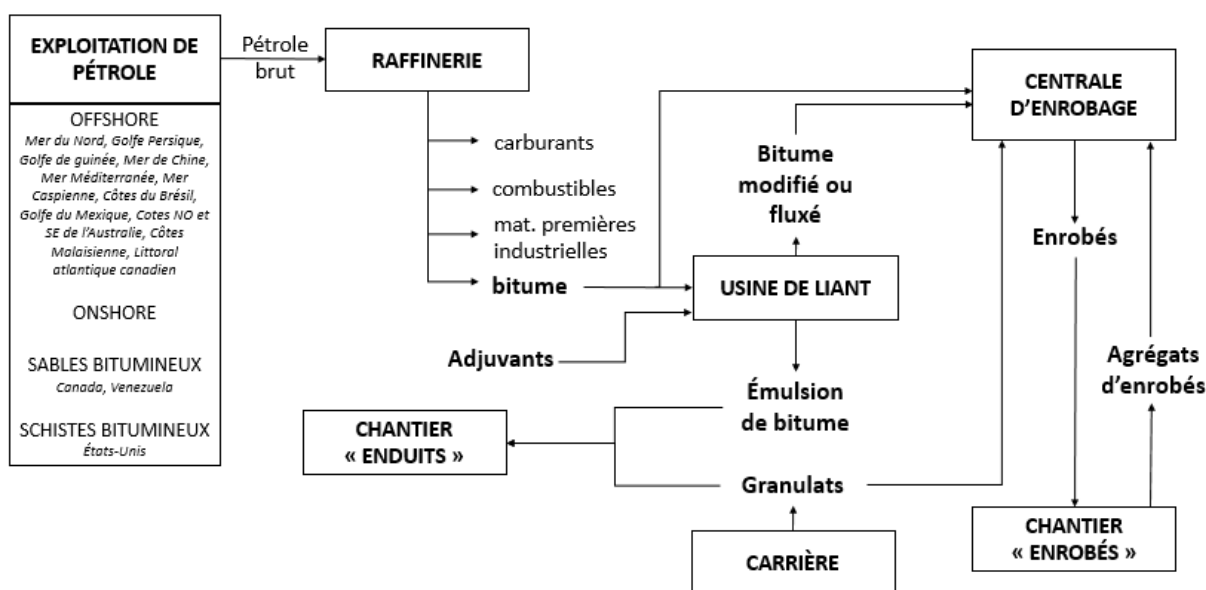 EXPLOITATION DE
PÉTROLE
OFFSHORE
Mer du Nord, Golfe Persique,
Golfe de guinée, Mer de Chine,
Mer Méditerranée, Mer
Caspienne, Côtes du Brésil,
Golfe du Mexique, Cotes NO et
SE de l'Australie, Côtes
Malaisienne, Littoral
atlantique canadien
ONSHORE
SABLES BITUMINEUX
Canada, Venezuela
SCHISTES BITUMINEUX
États-Unis
Pétrole
brut
RAFFINERIE
carburants
combustibles
mat. premières
industrielles
bitume
Adjuvants
USINE DE LIANT
Bitume
modifié ou
fluxé
Émulsion
de bitume
CHANTIER
« ENDUITS »
Granulats
CARRIÈRE
CENTRALE
D'ENROBAGE
Enrobés
Agrégats
d'enrobés
CHANTIER
« ENROBÉS »